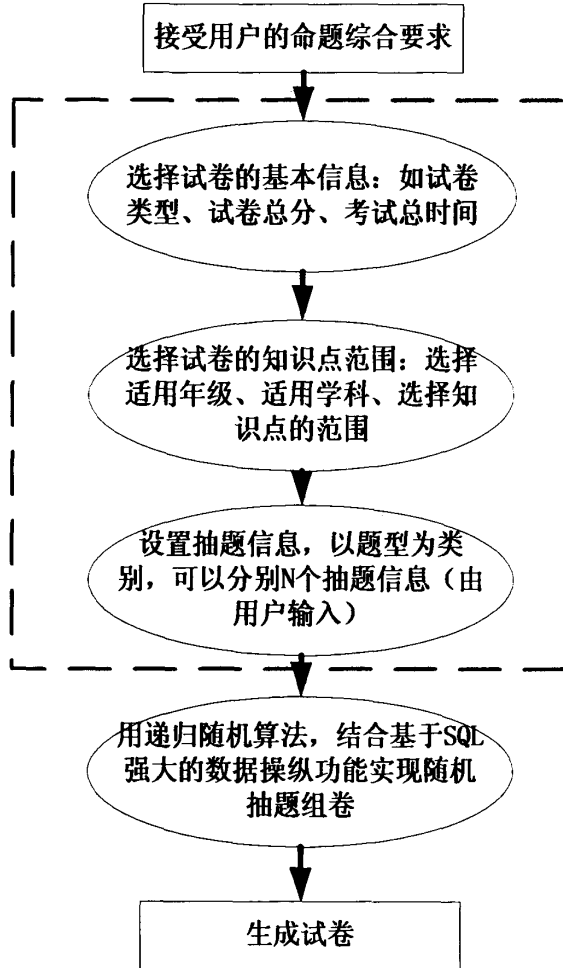 接受用户的命题综合要求
选择试卷的基本信息：如试卷
类型、试卷总分、考试总时间
选择试卷的知识点范围：选择
适用年级、适用学科、选择知
识点的范围
设置抽题信息，以题型为类
别，可以分别N个抽题信息（由
用户输入）
用递归随机算法，结合基于SQL
强大的数据操纵功能实现随机
抽题组卷
生成试卷